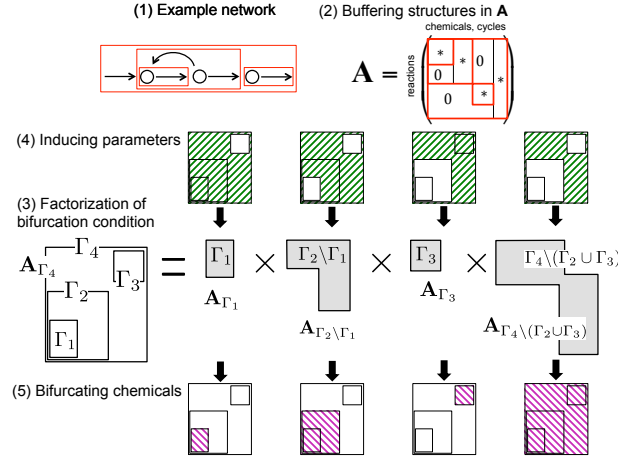 (1) Example network
(2) Buffering structures in A
chemicals, cycles
reactions
A =
* * 0
0 *
0 *
(4) Inducing parameters
(3) Factorization of
bifurcation condition
A_{Γ_4} Γ_4 Γ_3 Γ_2 Γ_1
= Γ_1 × Γ_2\Γ_1 × Γ_3 × Γ_4\(Γ_2 ∪ Γ_3)
A_{Γ_1} A_{Γ_2\Γ_1} A_{Γ_3} A_{Γ_4\(Γ_2∪Γ_3)}
(5) Bifurcating chemicals